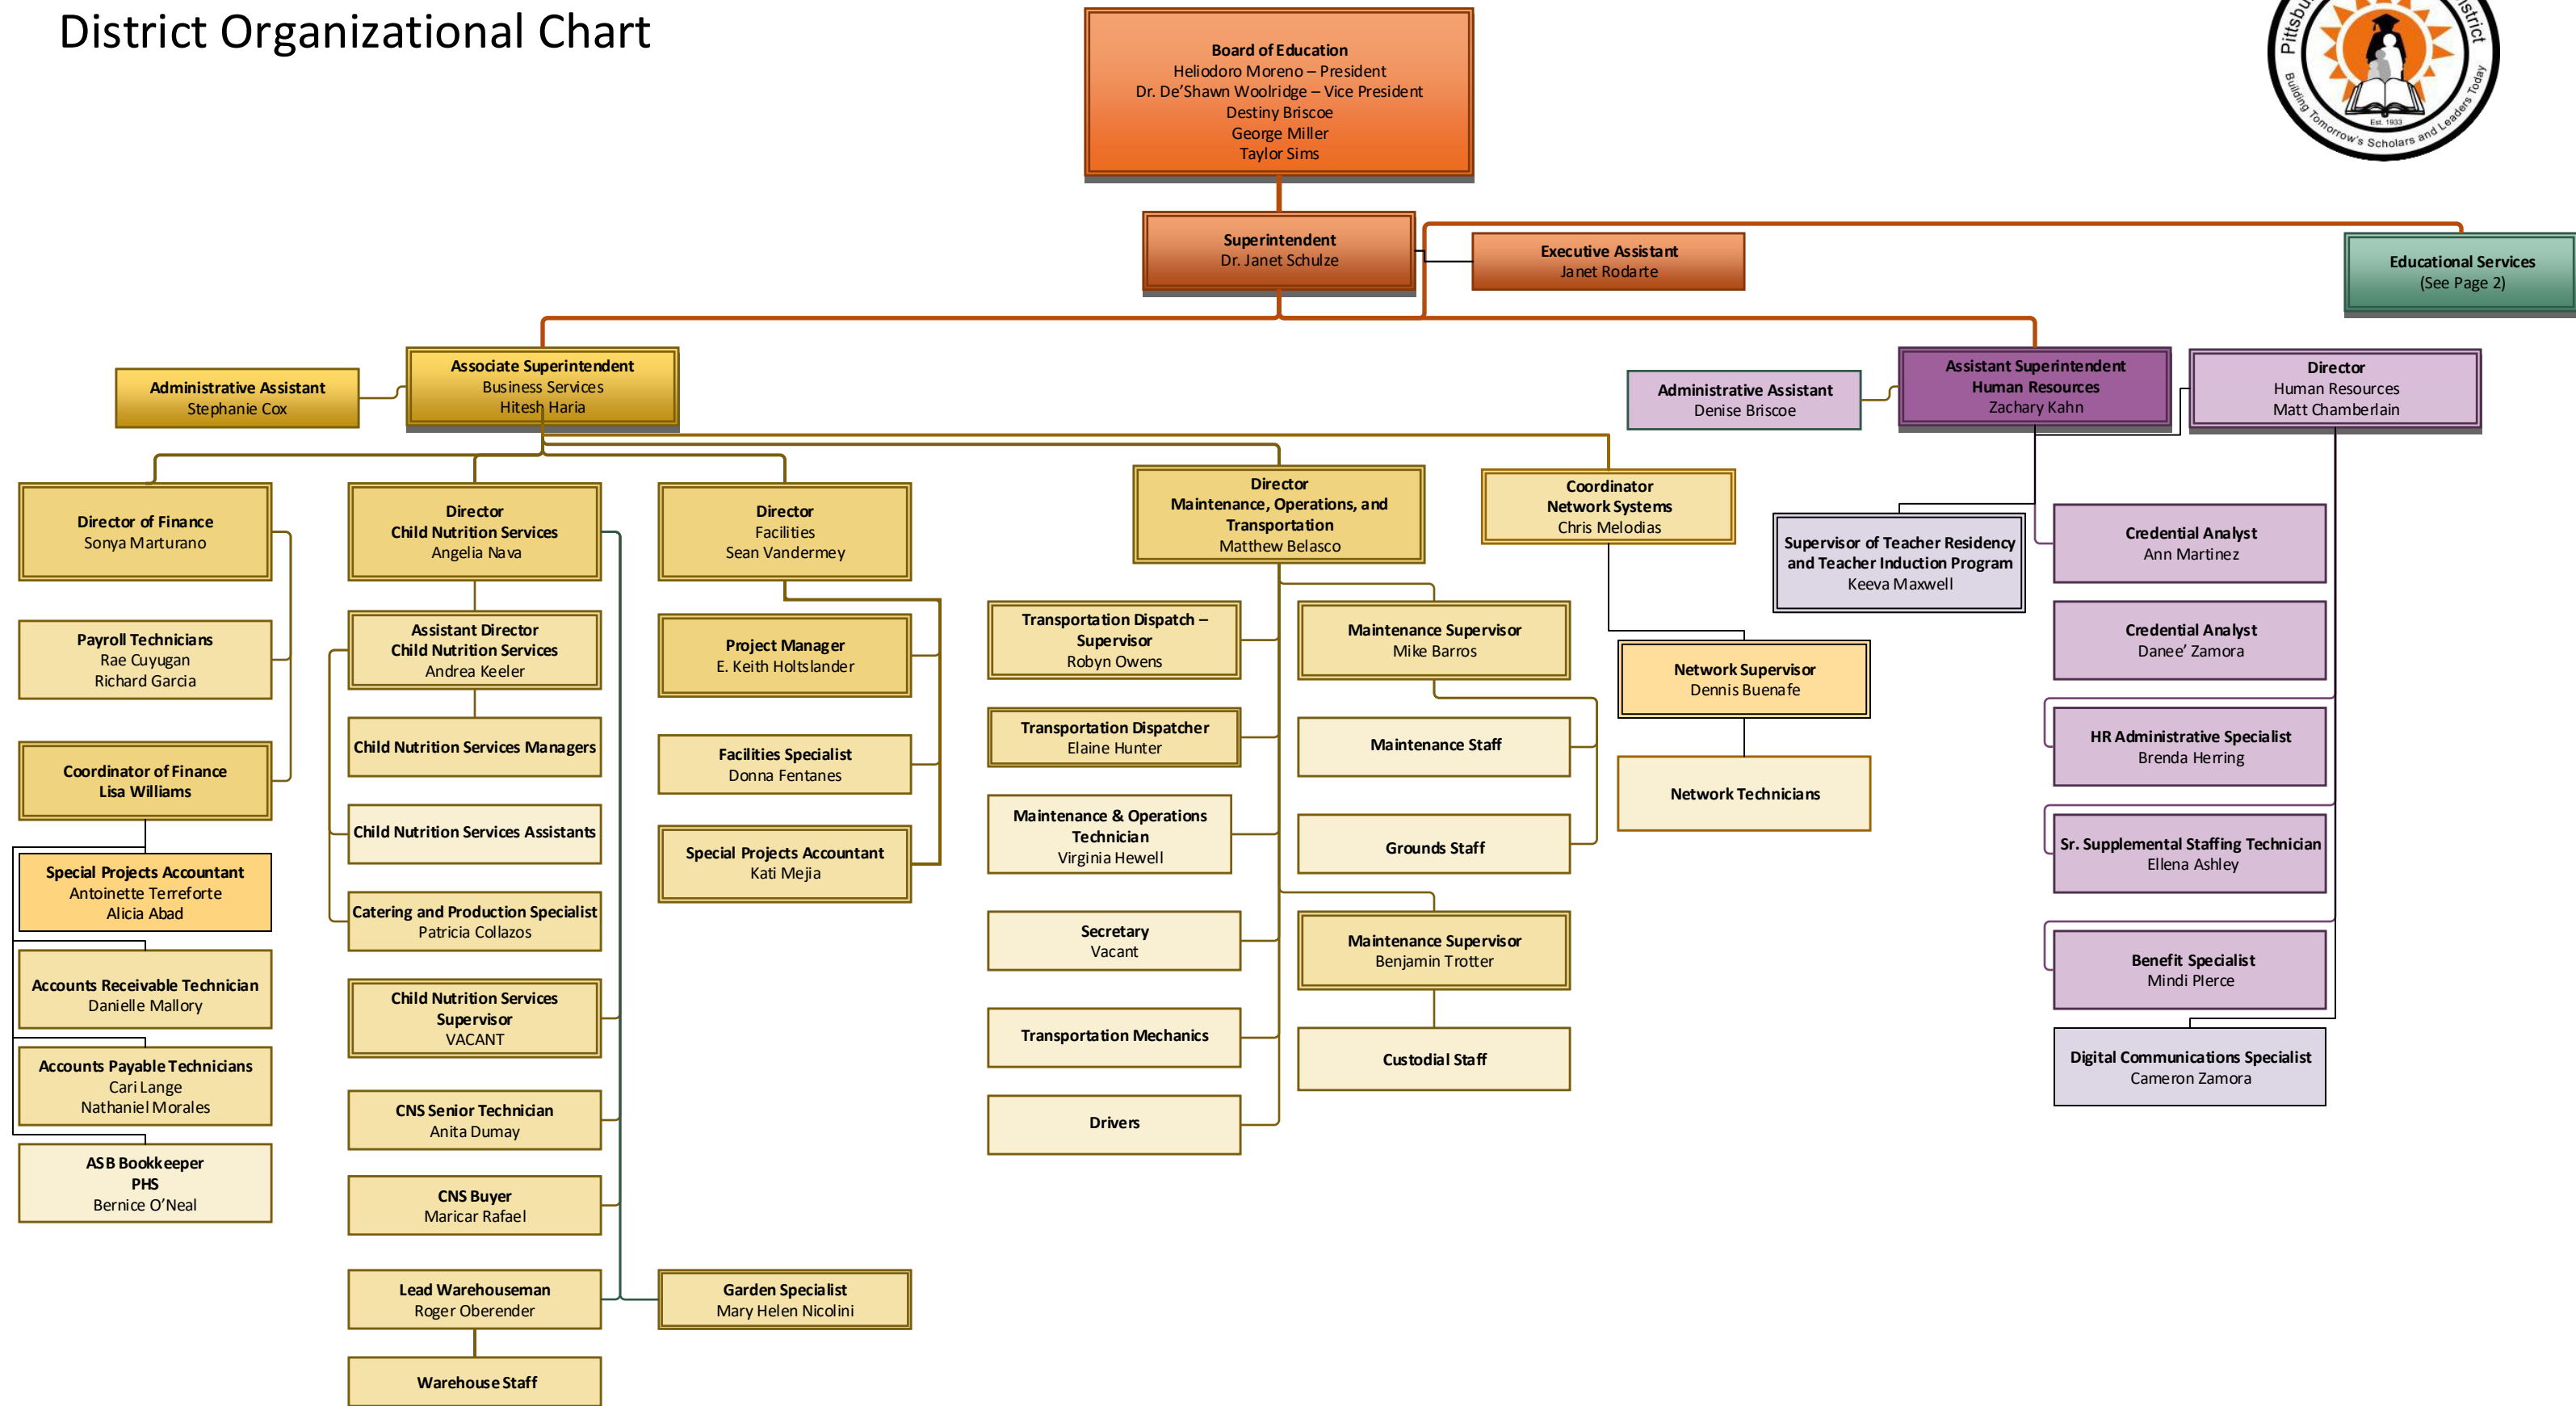 District Organizational Chart
Board of Education
Heliodoro Moreno – President
Dr. De’Shawn Woolridge – Vice President
Destiny Briscoe
George Miller
Taylor Sims
Building Tomorrow's Scholars and Leaders Today
Est. 1933
Superintendent
Dr. Janet Schulze
Executive Assistant
Janet Rodarte
Educational Services
(See Page 2)
Administrative Assistant
Stephanie Cox
Associate Superintendent
Business Services
Hitesh Haria
Administrative Assistant
Denise Briscoe
Assistant Superintendent
Human Resources
Zachary Kahn
Director
Human Resources
Matt Chamberlain
Director of Finance
Sonya Marturano
Payroll Technicians
Rae Cuyugan
Richard Garcia
Coordinator of Finance
Lisa Williams
Special Projects Accountant
Antoinette Terreforte
Alicia Abad
Accounts Receivable Technician
Danielle Mallory
Accounts Payable Technicians
Cari Lange
Nathaniel Morales
ASB Bookkeeper
PHS
Bernice O’Neal
Director
Child Nutrition Services
Angelia Nava
Assistant Director
Child Nutrition Services
Andrea Keeler
Child Nutrition Services Managers
Child Nutrition Services Assistants
Catering and Production Specialist
Patricia Collazos
Child Nutrition Services
Supervisor
VACANT
CNS Senior Technician
Anita Dumay
CNS Buyer
Maricar Rafael
Lead Warehouseman
Roger Oberender
Warehouse Staff
Garden Specialist
Mary Helen Nicolini
Director
Facilities
Sean Vandermey
Project Manager
E. Keith Holtslander
Facilities Specialist
Donna Fentanes
Special Projects Accountant
Kati Mejia
Director
Maintenance, Operations, and
Transportation
Matthew Belasco
Transportation Dispatch –
Supervisor
Robyn Owens
Transportation Dispatcher
Elaine Hunter
Maintenance & Operations
Technician
Virginia Hewell
Secretary
Vacant
Transportation Mechanics
Drivers
Maintenance Supervisor
Mike Barros
Maintenance Staff
Grounds Staff
Maintenance Supervisor
Benjamin Trotter
Custodial Staff
Coordinator
Network Systems
Chris Melodias
Network Supervisor
Dennis Buenafe
Network Technicians
Supervisor of Teacher Residency
and Teacher Induction Program
Keeva Maxwell
Credential Analyst
Ann Martinez
Credential Analyst
Danee’ Zamora
HR Administrative Specialist
Brenda Herring
Sr. Supplemental Staffing Technician
Ellena Ashley
Benefit Specialist
Mindi PIerce
Digital Communications Specialist
Cameron Zamora